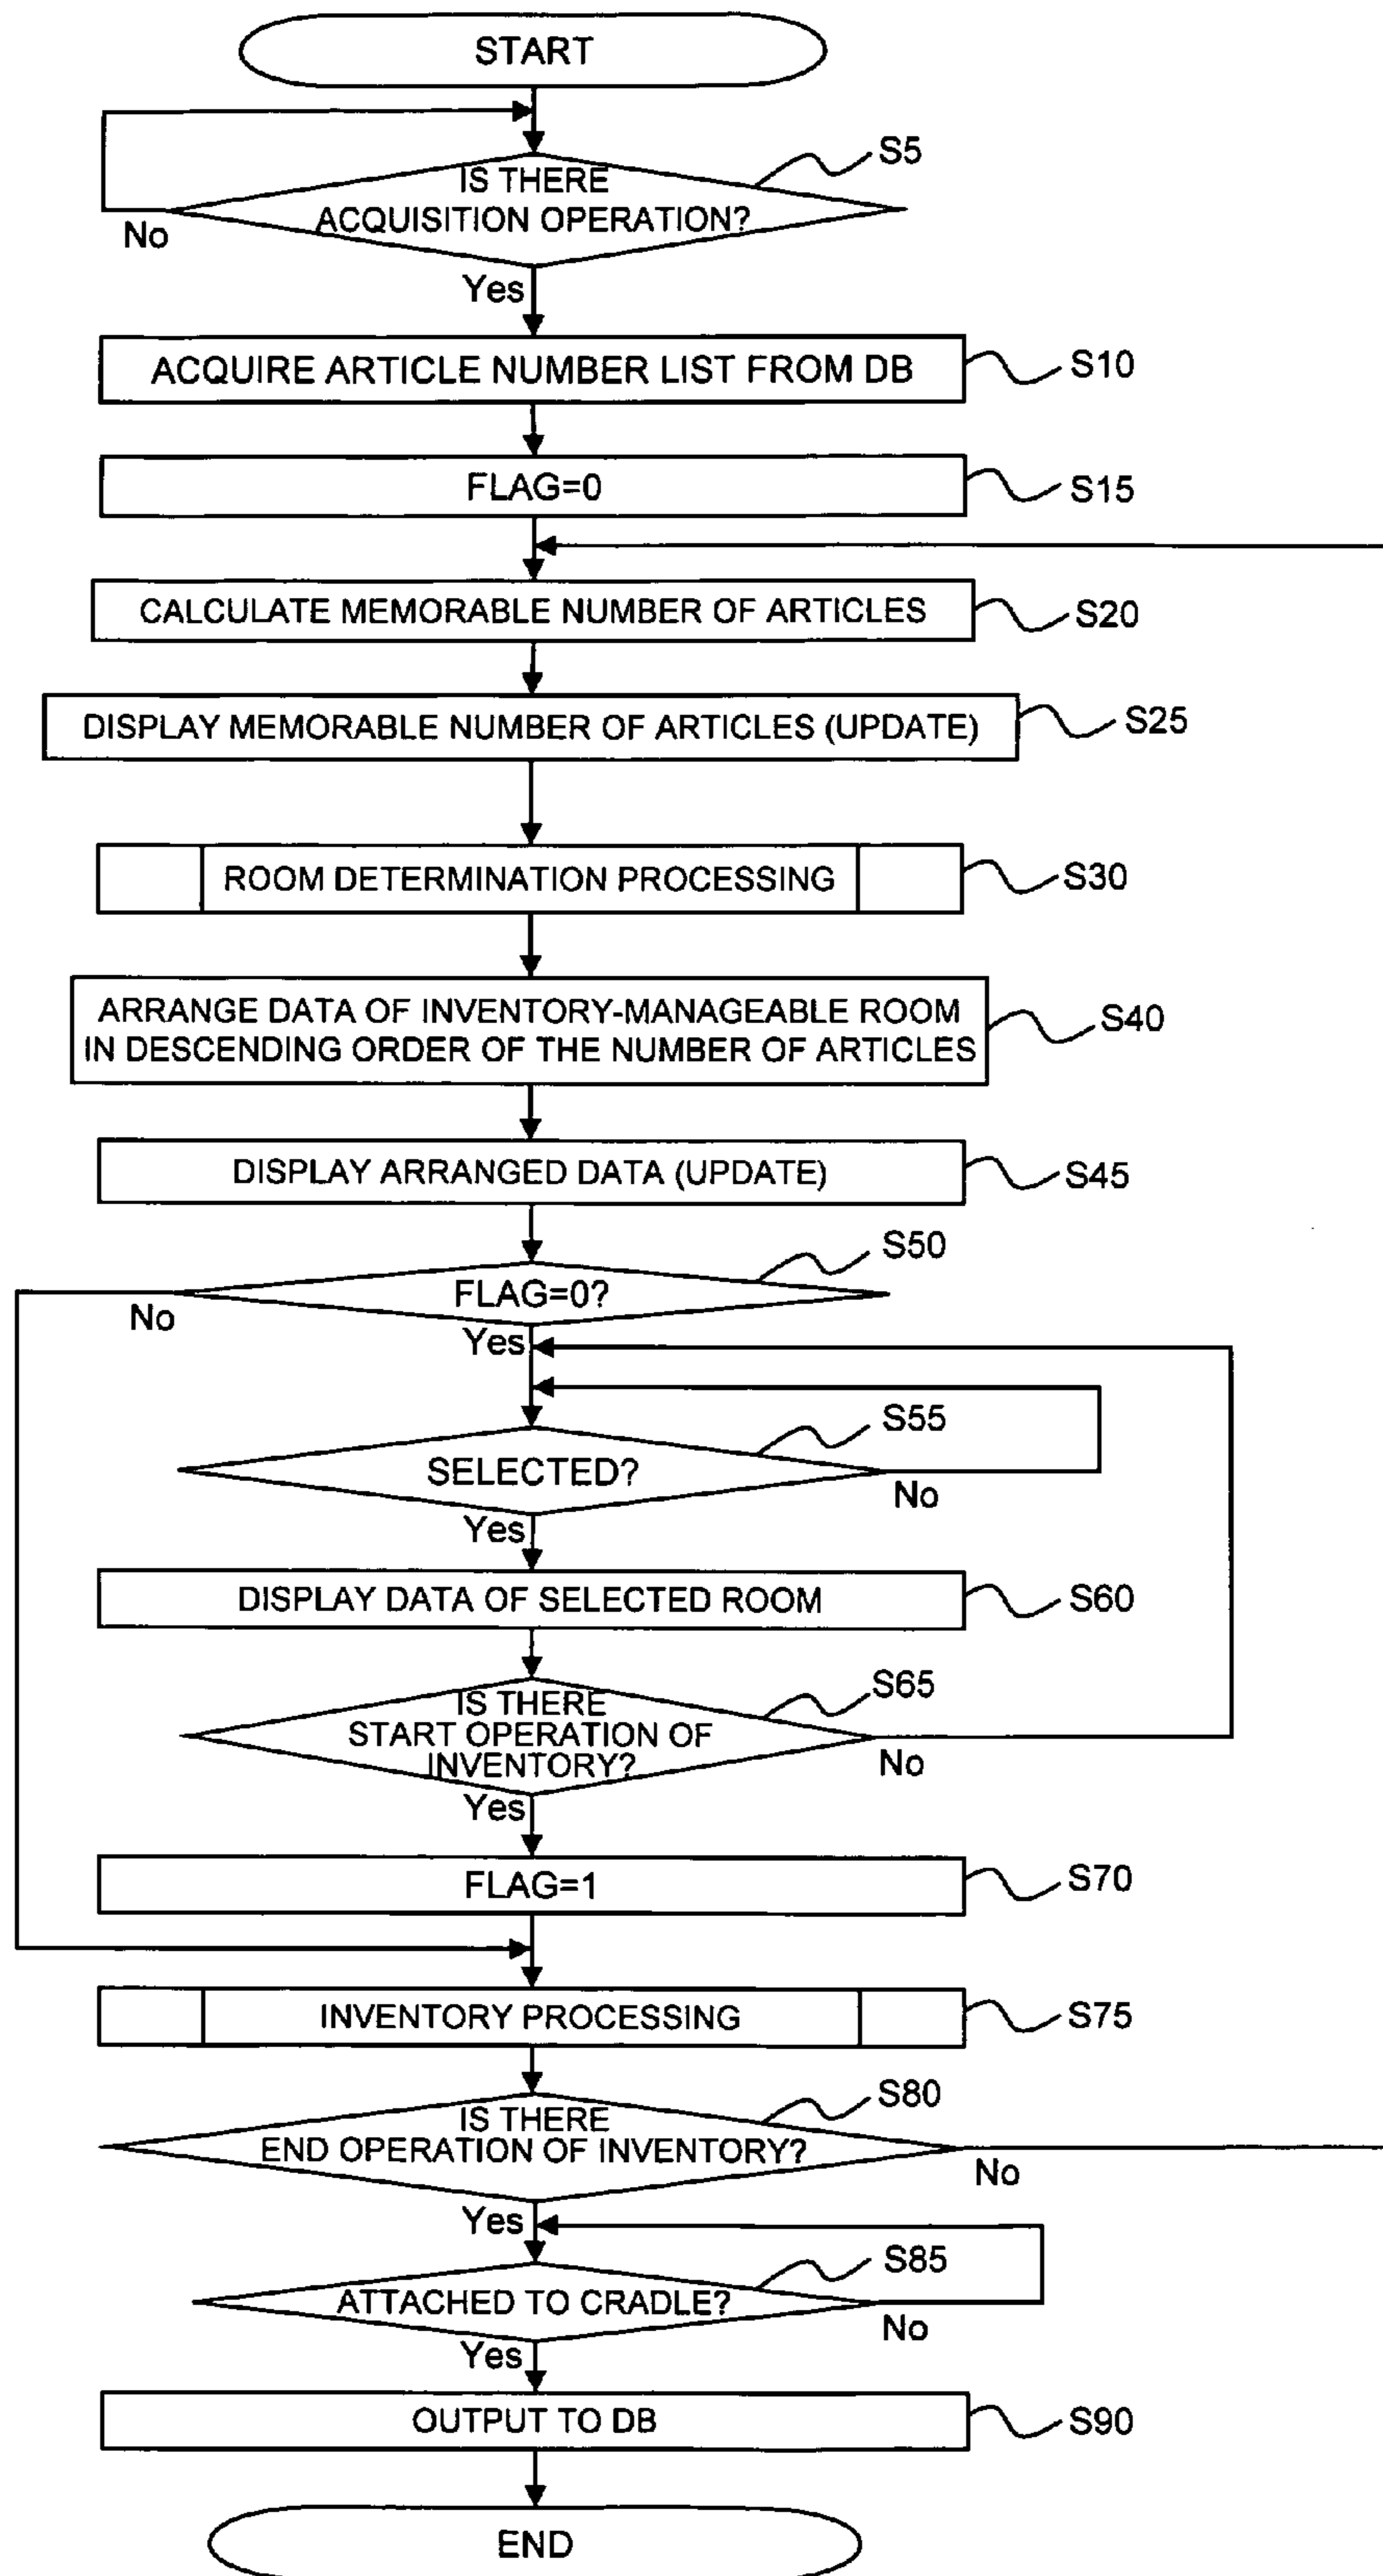 START
S5
IS THERE
ACQUISITION OPERATION?
No
Yes
ACQUIRE ARTICLE NUMBER LIST FROM DB
S10
FLAG=0
S15
CALCULATE MEMORABLE NUMBER OF ARTICLES
S20
DISPLAY MEMORABLE NUMBER OF ARTICLES (UPDATE)
S25
ROOM DETERMINATION PROCESSING
S30
ARRANGE DATA OF INVENTORY-MANAGEABLE ROOM
IN DESCENDING ORDER OF THE NUMBER OF ARTICLES
S40
DISPLAY ARRANGED DATA (UPDATE)
S45
S50
FLAG=0?
No
Yes
S55
SELECTED?
No
Yes
DISPLAY DATA OF SELECTED ROOM
S60
S65
IS THERE
START OPERATION OF
INVENTORY?
No
Yes
FLAG=1
S70
INVENTORY PROCESSING
S75
S80
IS THERE
END OPERATION OF INVENTORY?
No
Yes
S85
ATTACHED TO CRADLE?
No
Yes
OUTPUT TO DB
S90
END